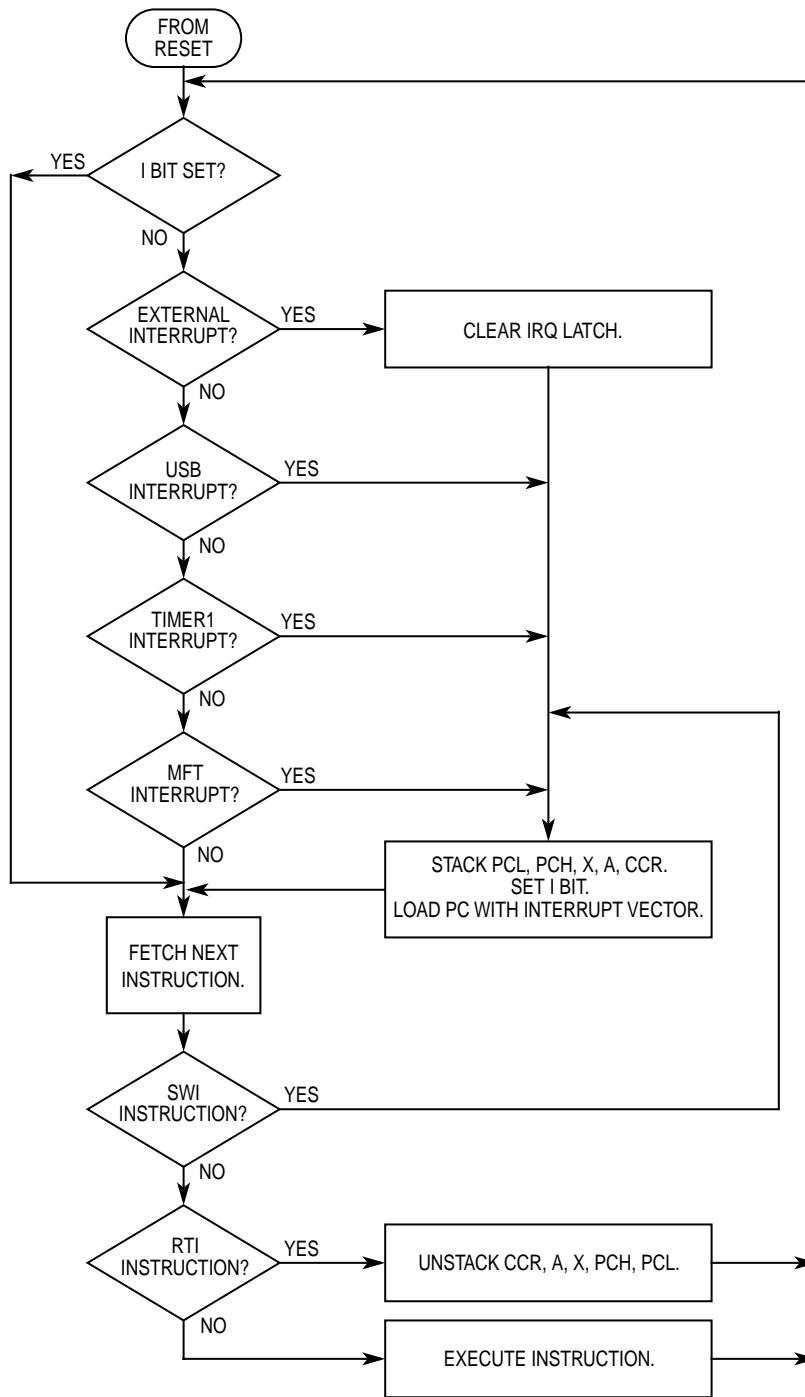 FROM
RESET
YES
I BIT SET?
NO
EXTERNAL
INTERRUPT?
YES
CLEAR IRQ LATCH.
NO
USB
INTERRUPT?
YES
NO
TIMER1
INTERRUPT?
YES
NO
MFT
INTERRUPT?
YES
NO
STACK PCL, PCH, X, A, CCR.
SET I BIT.
LOAD PC WITH INTERRUPT VECTOR.
FETCH NEXT
INSTRUCTION.
SWI
INSTRUCTION?
YES
NO
RTI
INSTRUCTION?
YES
UNSTACK CCR, A, X, PCH, PCL.
NO
EXECUTE INSTRUCTION.